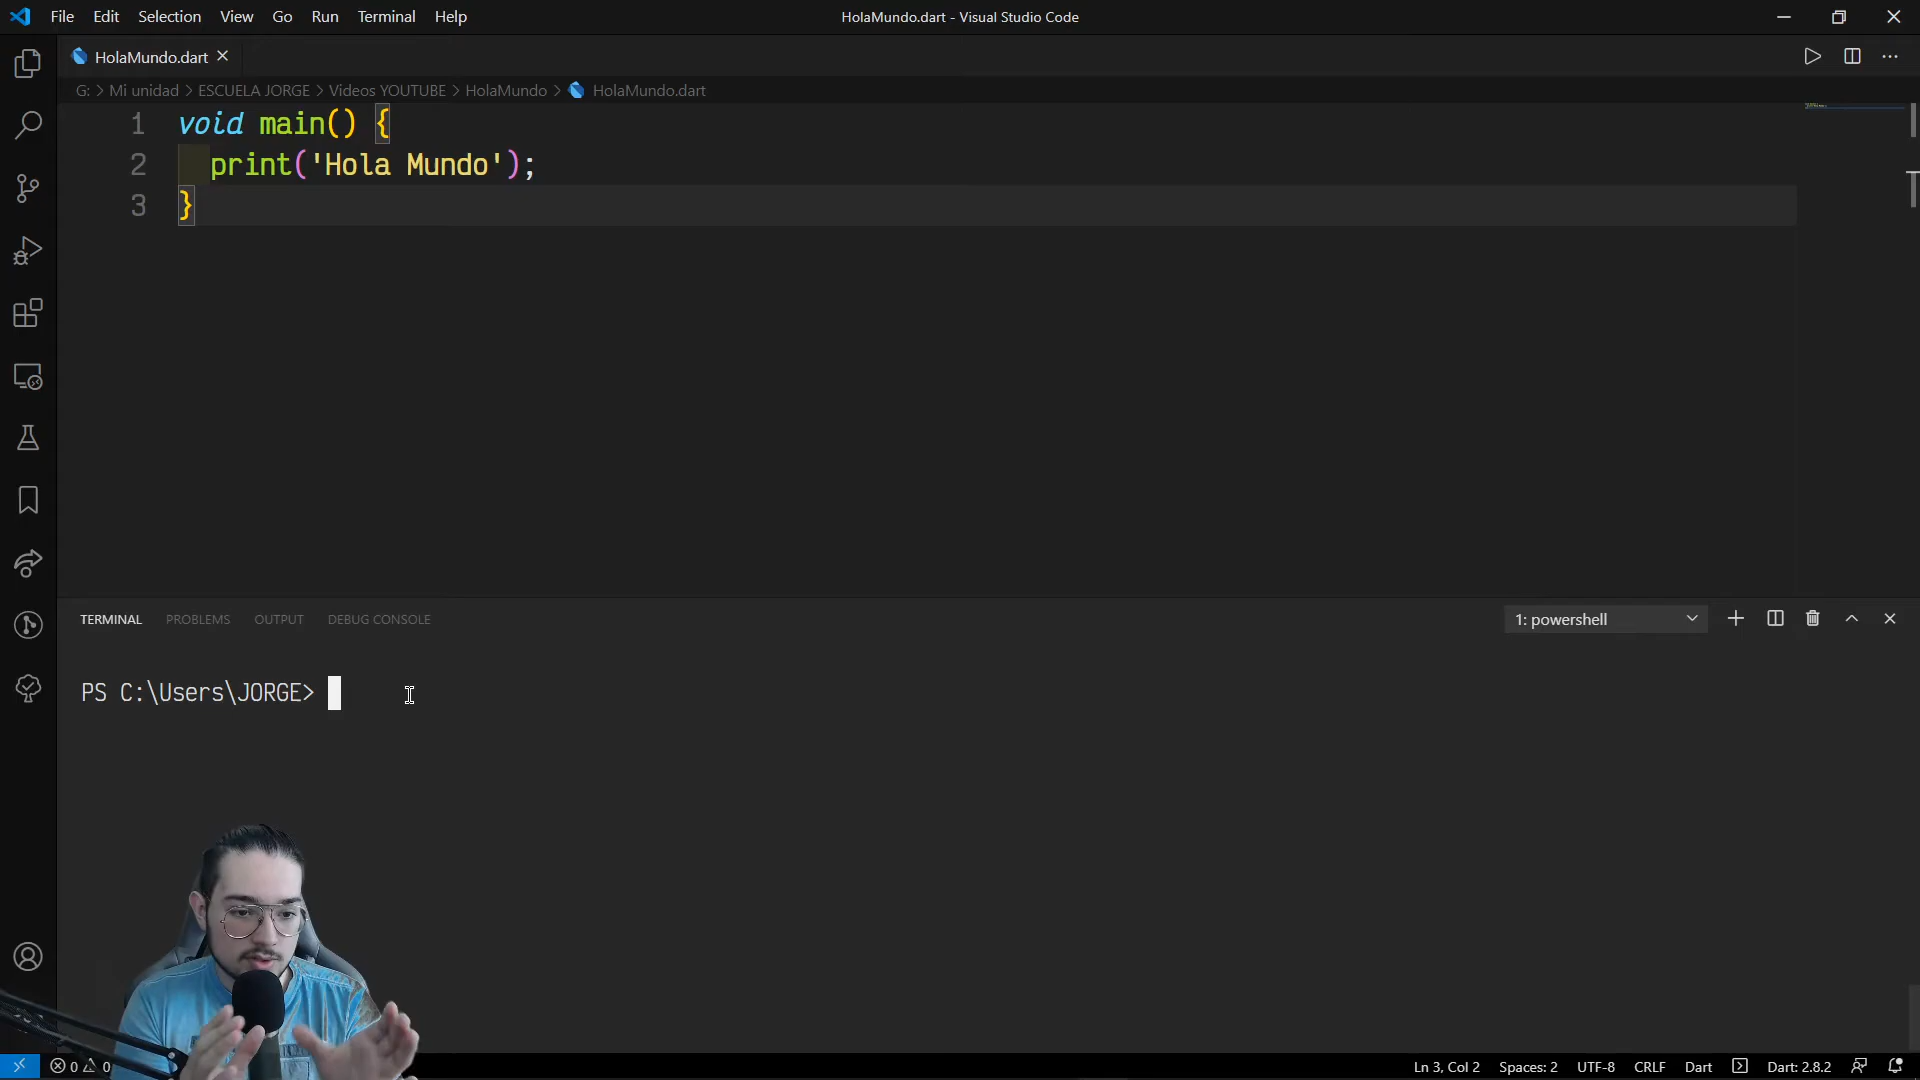 File Edit Selection View Go Run Terminal Help
HolaMundo.dart - Visual Studio Code
HolaMundo.dart
G: > Mi unidad > ESCUELA JORGE > Videos YOUTUBE > HolaMundo > HolaMundo.dart
1 void main() {
2 print('Hola Mundo');
3 }
TERMINAL PROBLEMS OUTPUT DEBUG CONSOLE
1: powershell
PS C:\Users\JORGE>
0 0 Ln 3, Col 2 Spaces: 2 UTF-8 CRLF Dart Dart: 2.8.2